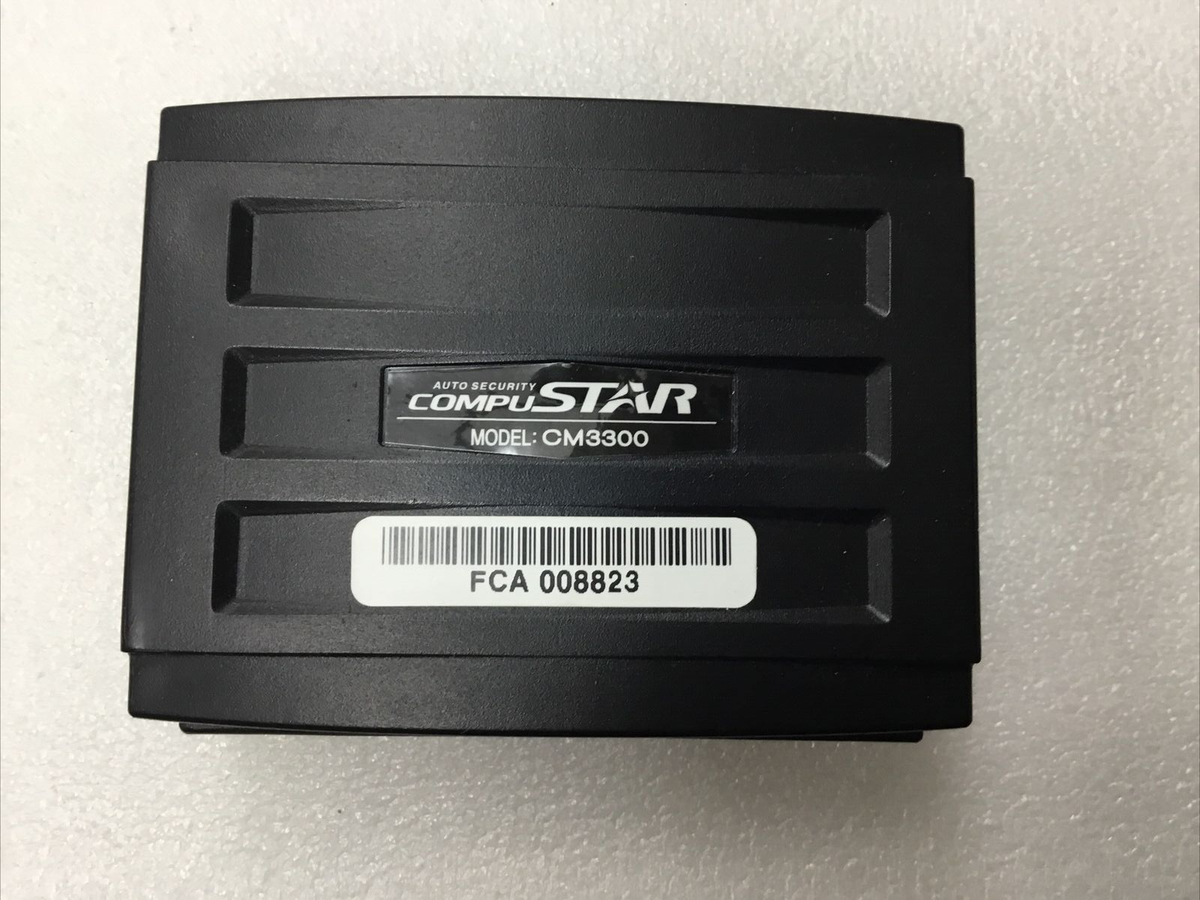 AUTO SECURITY
COMPUSTAR
MODEL: CM3300
FCA 008823